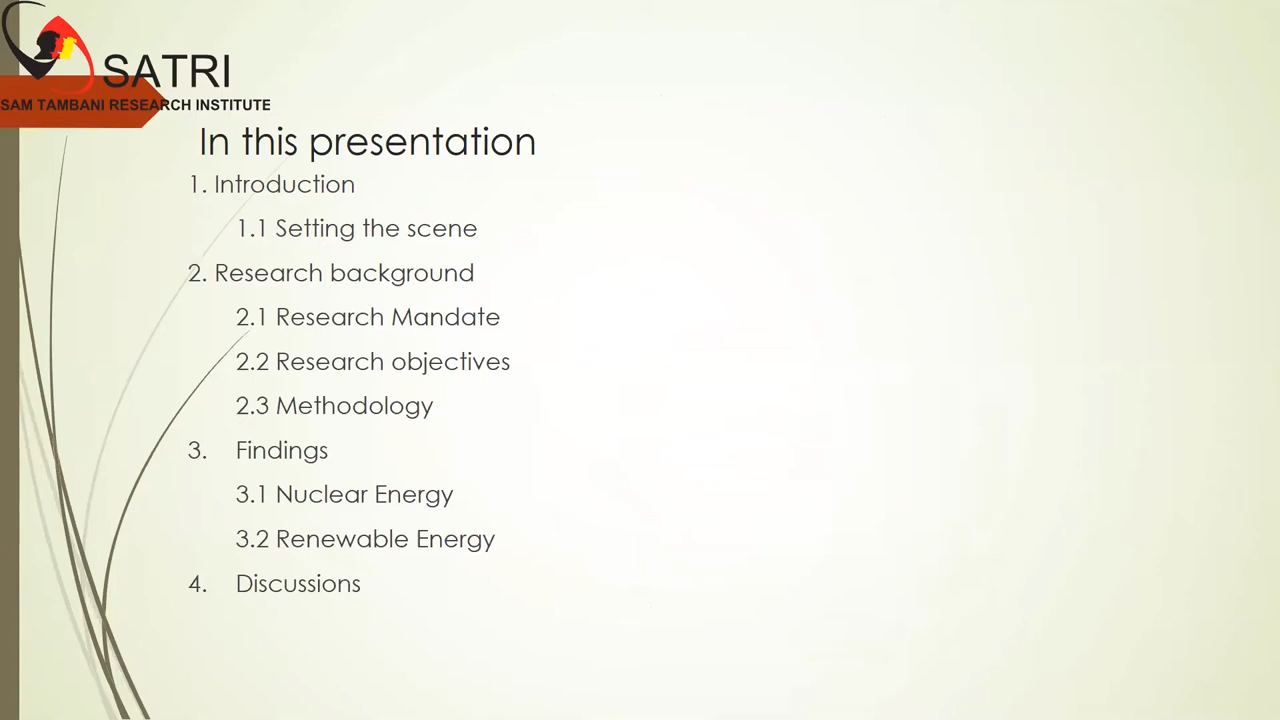 SATRI
SAM TAMBANI RESEARCH INSTITUTE
In this presentation
1. Introduction
1.1 Setting the scene
2. Research background
2.1 Research Mandate
2.2 Research objectives
2.3 Methodology
3. Findings
3.1 Nuclear Energy
3.2 Renewable Energy
4. Discussions